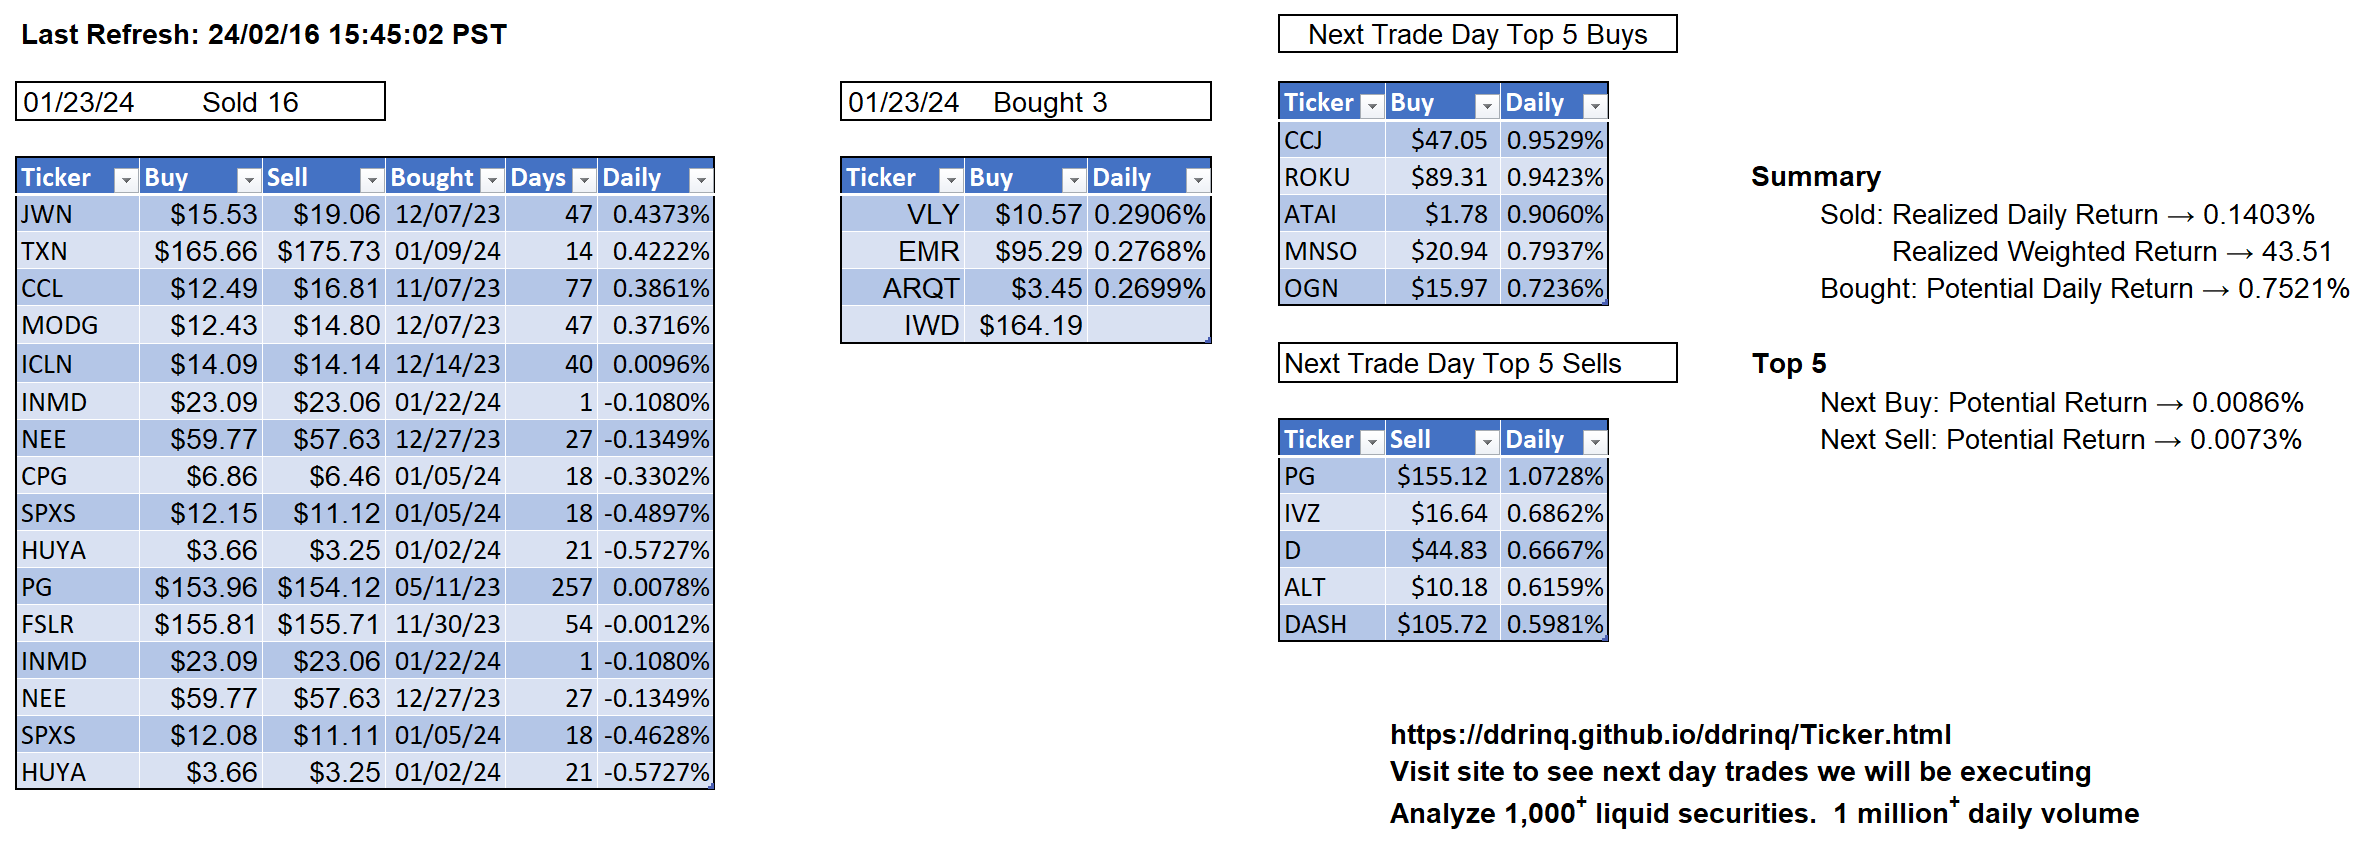 Last Refresh: 24/02/16 15:45:02 PST
01/23/24 Sold 16
Ticker Buy Sell Bought Days Daily
JWN $15.53 $19.06 12/07/23 47 0.4373%
TXN $165.66 $175.73 01/09/24 14 0.4222%
CCL $12.49 $16.81 11/07/23 77 0.3861%
MODG $12.43 $14.80 12/07/23 47 0.3716%
ICLN $14.09 $14.14 12/14/23 40 0.0096%
INMD $23.09 $23.06 01/22/24 1 -0.1080%
NEE $59.77 $57.63 12/27/23 27 -0.1349%
CPG $6.86 $6.46 01/05/24 18 -0.3302%
SPXS $12.15 $11.12 01/05/24 18 -0.4897%
HUYA $3.66 $3.25 01/02/24 21 -0.5727%
PG $153.96 $154.12 05/11/23 257 0.0078%
FSLR $155.81 $155.71 11/30/23 54 -0.0012%
INMD $23.09 $23.06 01/22/24 1 -0.1080%
NEE $59.77 $57.63 12/27/23 27 -0.1349%
SPXS $12.08 $11.11 01/05/24 18 -0.4628%
HUYA $3.66 $3.25 01/02/24 21 -0.5727%
01/23/24 Bought 3
Ticker Buy Daily
VLY $10.57 0.2906%
EMR $95.29 0.2768%
ARQT $3.45 0.2699%
IWD $164.19
Next Trade Day Top 5 Buys
Ticker Buy Daily
CCJ $47.05 0.9529%
ROKU $89.31 0.9423%
ATAI $1.78 0.9060%
MNSO $20.94 0.7937%
OGN $15.97 0.7236%
Next Trade Day Top 5 Sells
Ticker Sell Daily
PG $155.12 1.0728%
IVZ $16.64 0.6862%
D $44.83 0.6667%
ALT $10.18 0.6159%
DASH $105.72 0.5981%
Summary
Sold: Realized Daily Return → 0.1403%
Realized Weighted Return → 43.51
Bought: Potential Daily Return → 0.7521%
Top 5
Next Buy: Potential Return → 0.0086%
Next Sell: Potential Return → 0.0073%
https://ddrinq.github.io/ddrinq/Ticker.html
Visit site to see next day trades we will be executing
Analyze 1,000+ liquid securities. 1 million+ daily volume